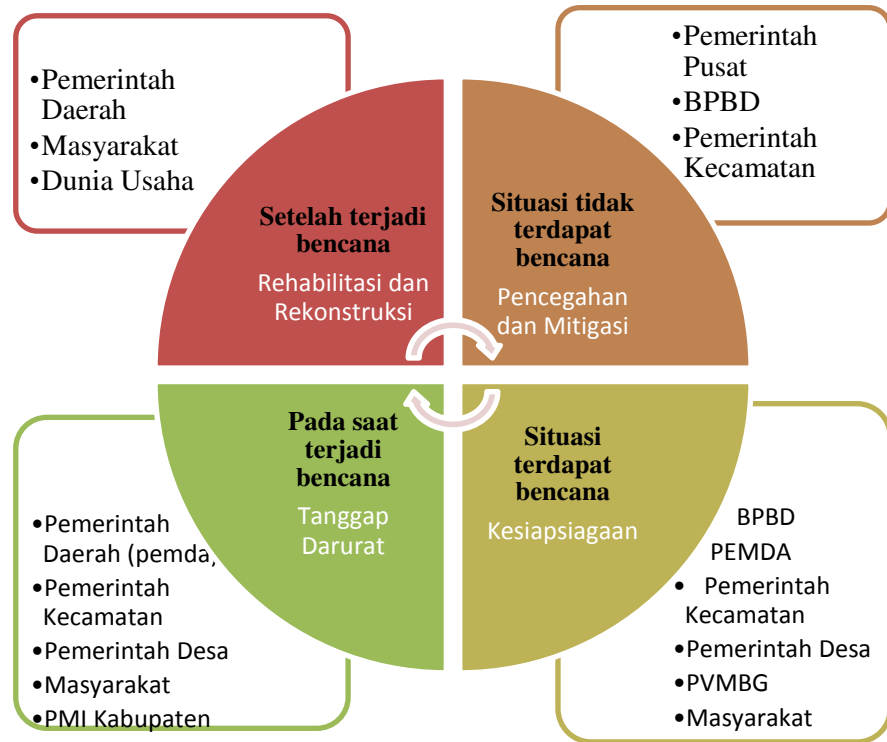 •Pemerintah
Daerah
•Masyarakat
•Dunia Usaha
•Pemerintah
Pusat
•BPBD
•Pemerintah
Kecamatan
Setelah terjadi
bencana
Rehabilitasi dan
Rekonstruksi
Situasi tidak
terdapat
bencana
Pencegahan
dan Mitigasi
Pada saat
terjadi
bencana
Tanggap
Darurat
Situasi
terdapat
bencana
Kesiapsiagaan
•Pemerintah
Daerah (pemda)
•Pemerintah
Kecamatan
•Pemerintah Desa
•Masyarakat
•PMI Kabupaten
BPBD
PEMDA
• Pemerintah
Kecamatan
•Pemerintah Desa
•PVMBG
•Masyarakat